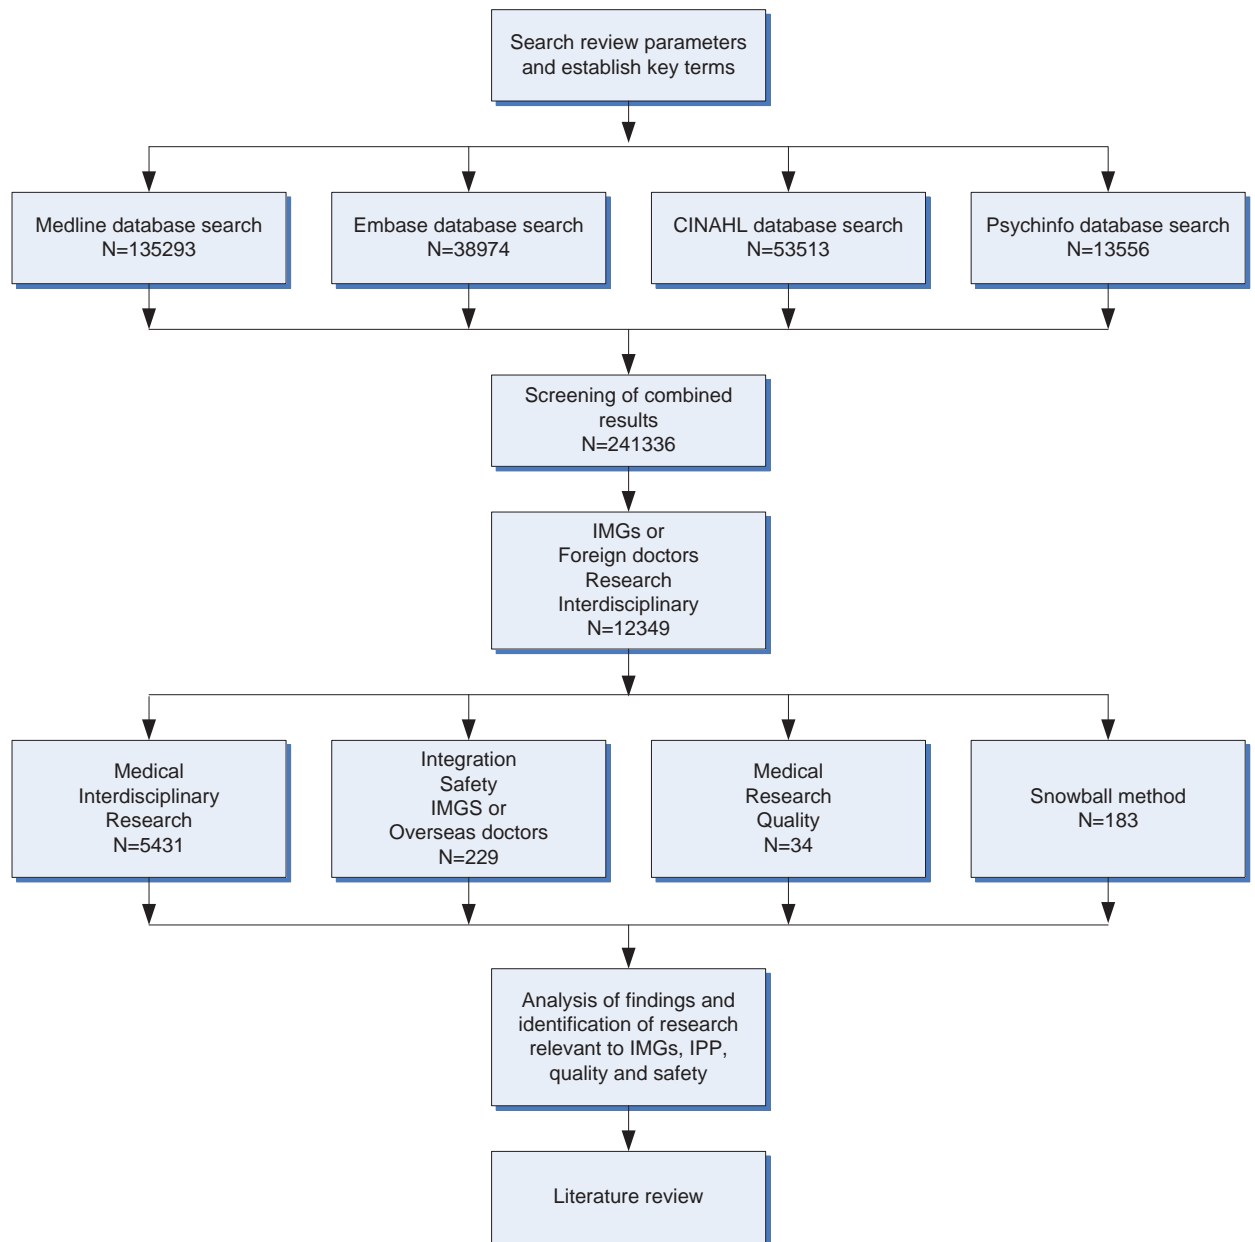 Search review parameters
and establish key terms
Medline database search
N=135293
Embase database search
N=38974
CINAHL database search
N=53513
Psychinfo database search
N=13556
Screening of combined
results
N=241336
IMGs or
Foreign doctors
Research
Interdisciplinary
N=12349
Medical
Interdisciplinary
Research
N=5431
Integration
Safety
IMGS or
Overseas doctors
N=229
Medical
Research
Quality
N=34
Snowball method
N=183
Analysis of findings and
identification of research
relevant to IMGs, IPP,
quality and safety
Literature review